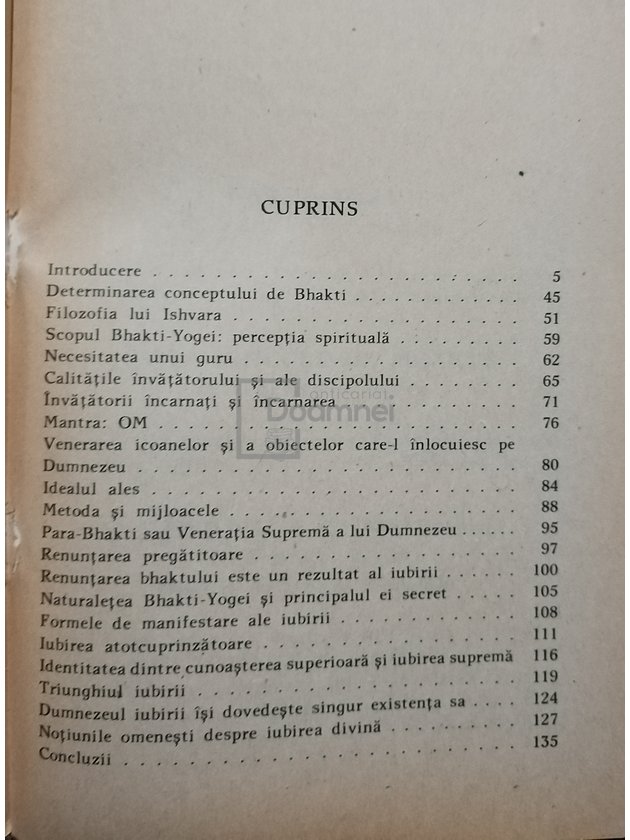 CUPRINS
Introducere . . . . . . . . . . . . . . . . . . . . . . . . 5
Determinarea conceptului de Bhakti . . . . . . . . . . . 45
Filozofia lui Ishvara . . . . . . . . . . . . . . . . . . . . 51
Scopul Bhakti-Yogei: percepţia spirituală . . . . . . . . 59
Necesitatea unui guru . . . . . . . . . . . . . . . . . . . 62
Calităţile învăţătorului şi ale discipolului . . . . . . . . 65
Învăţătorii încarnaţi şi încarnarea . . . . . . . . . . . . 71
Mantra: OM . . . . . . . . . . . . . . . . . . . . . . . . 76
Venerarea icoanelor şi a obiectelor care-l înlocuiesc pe
Dumnezeu . . . . . . . . . . . . . . . . . . . . . . . . . 80
Idealul ales . . . . . . . . . . . . . . . . . . . . . . . . 84
Metoda şi mijloacele . . . . . . . . . . . . . . . . . . . 88
Para-Bhakti sau Veneraţia Supremă a lui Dumnezeu . . . . . . 95
Renunţarea pregătitoare . . . . . . . . . . . . . . . . . . 97
Renunţarea bhaktului este un rezultat al iubirii . . . . . . 100
Naturaleţea Bhakti-Yogei şi principalul ei secret . . . . . 105
Formele de manifestare ale iubirii . . . . . . . . . . . . 108
Iubirea atotcuprinzătoare . . . . . . . . . . . . . . . . . 111
Identitatea dintre cunoaşterea superioară şi iubirea supremă 116
Triunghiul iubirii . . . . . . . . . . . . . . . . . . . . . 119
Dumnezeul iubirii îşi dovedeşte singur existenţa sa . . . . 124
Noţiunile omeneşti despre iubirea divină . . . . . . . . . 127
Concluzii . . . . . . . . . . . . . . . . . . . . . . . . . 135
anticariat
Doamnei